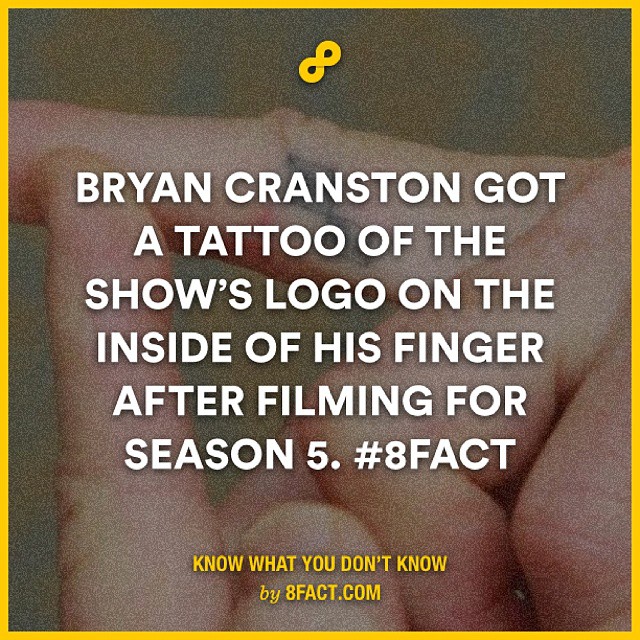 BRYAN CRANSTON GOT
A TATTOO OF THE
SHOW'S LOGO ON THE
INSIDE OF HIS FINGER
AFTER FILMING FOR
SEASON 5. #8FACT
KNOW WHAT YOU DON'T KNOW
by 8FACT.COM